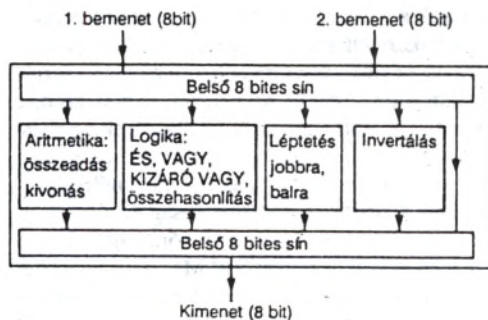 1. bemenet (8bit)
2. bemenet (8 bit)
Belső 8 bites sín
Aritmetika:
összeadás
kivonás
Logika:
ÉS, VAGY,
KIZÁRÓ VAGY,
összehasonlítás
Léptetés
jobbra,
balra
Invertálás
Belső 8 bites sín
Kimenet (8 bit)